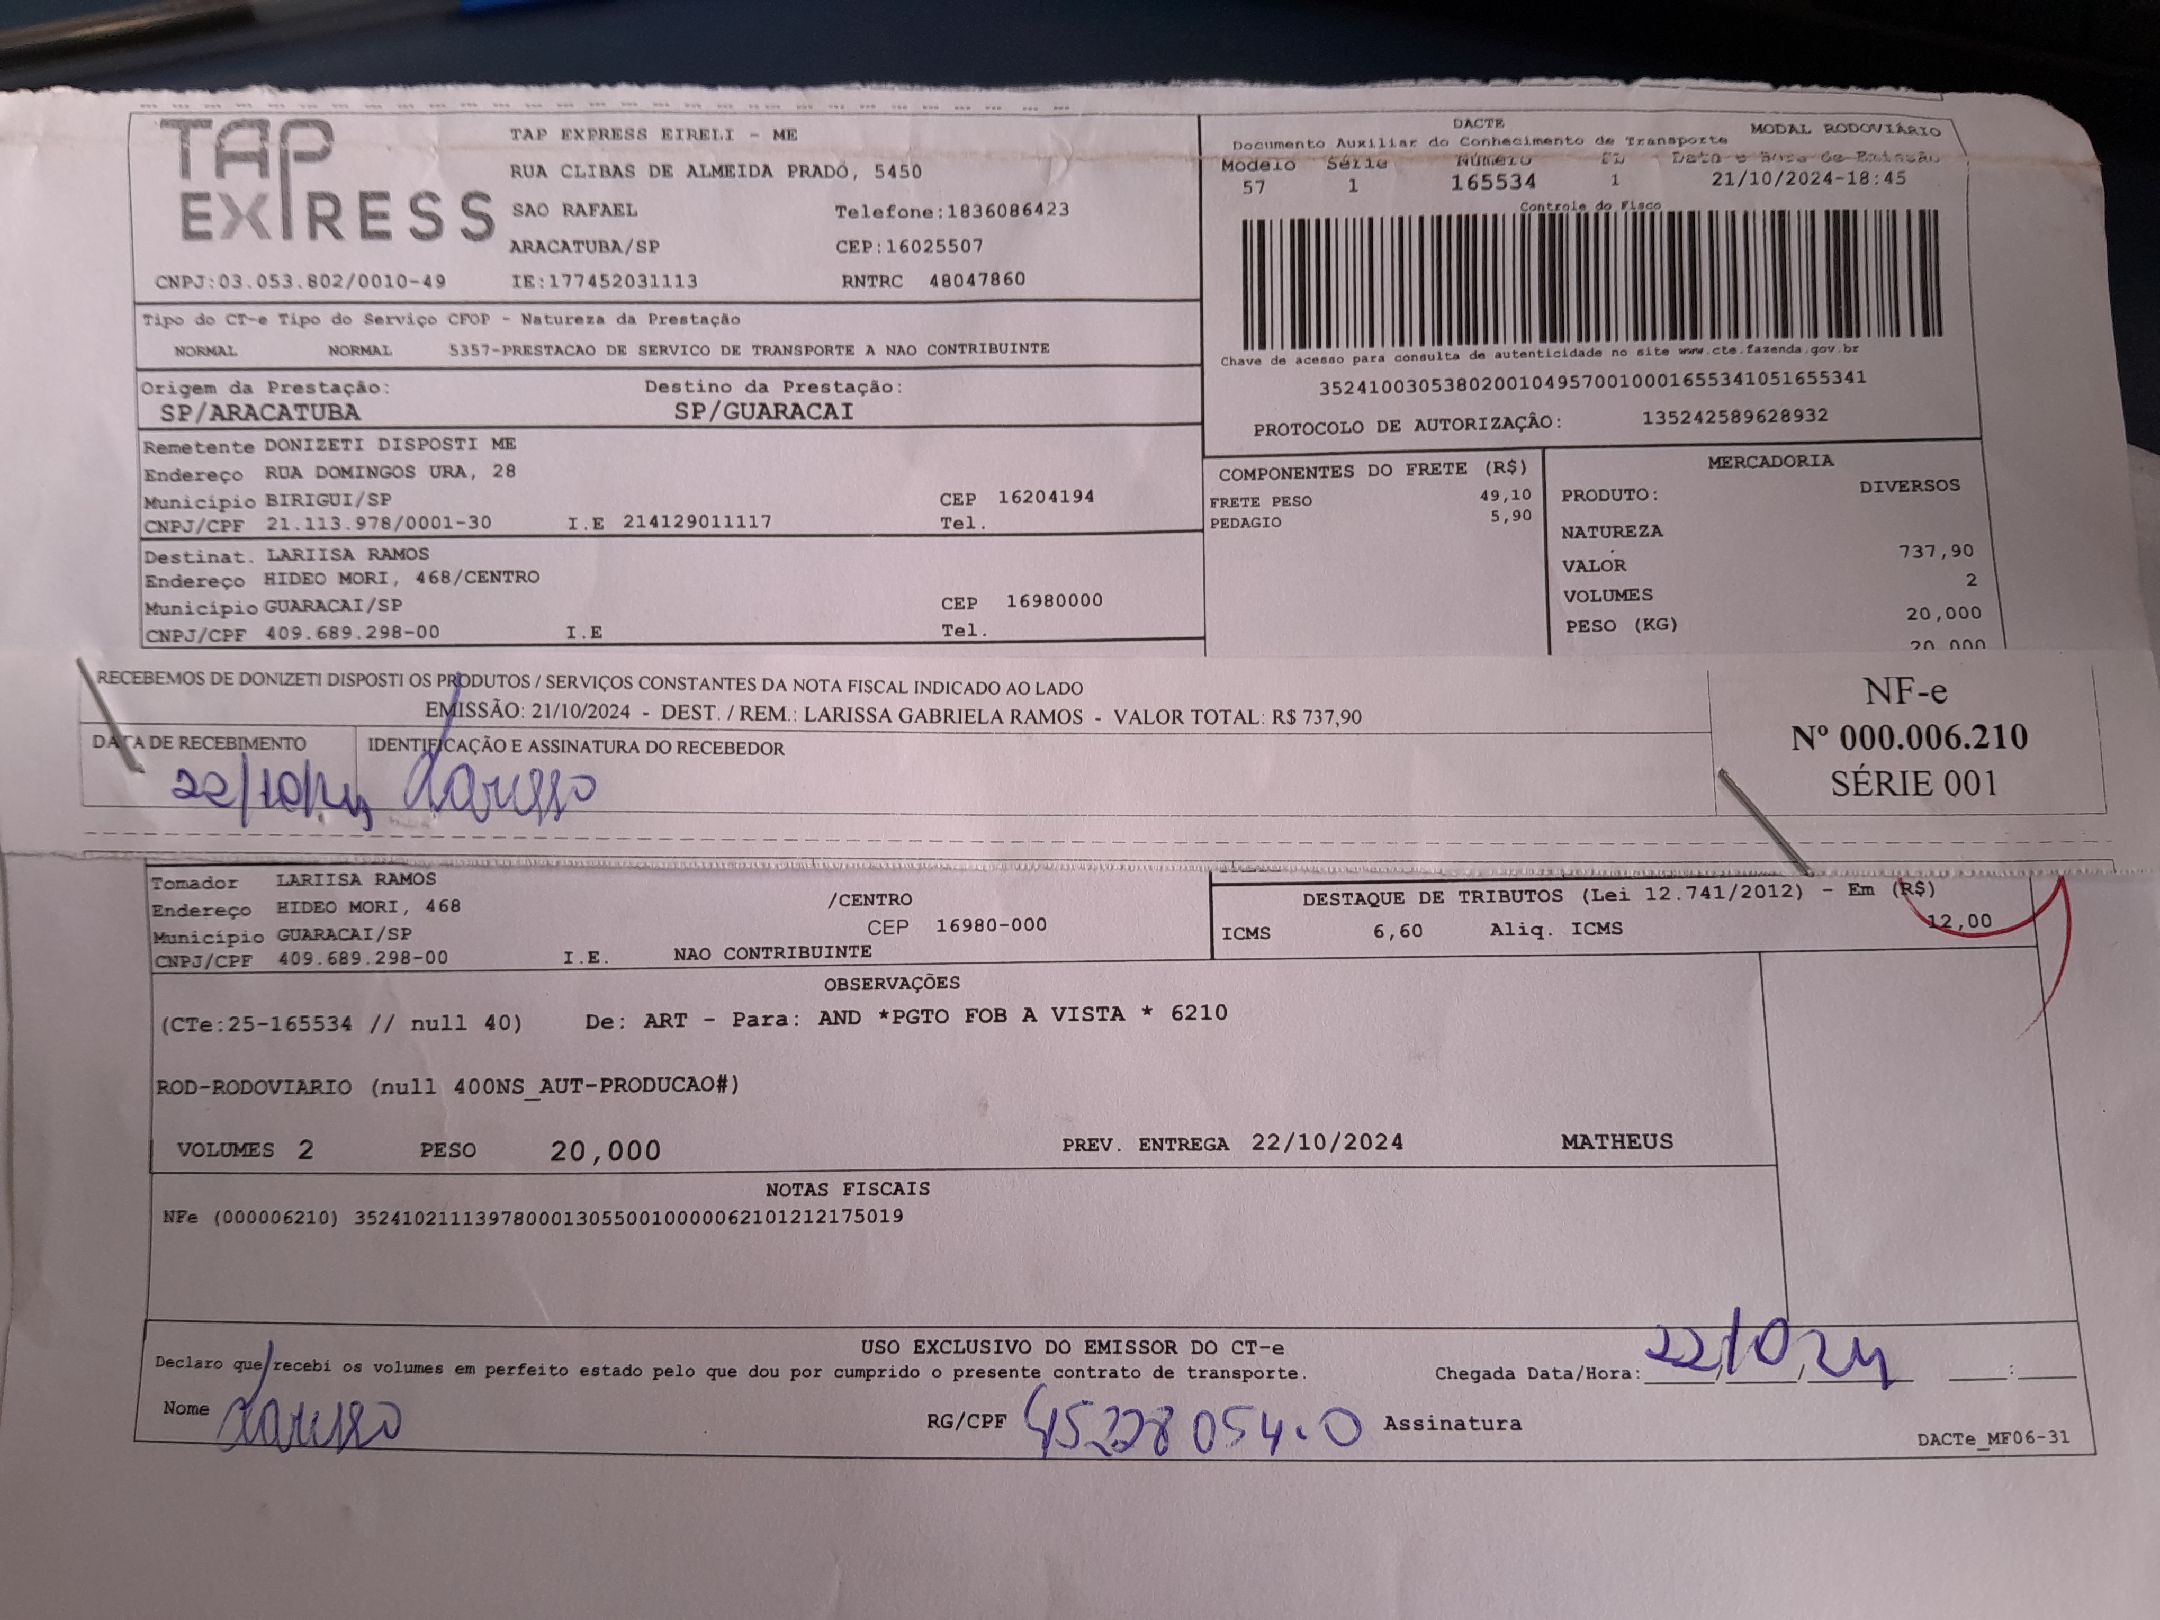 TAP EXPRESS
TAP EXPRESS EIRELI - ME
RUA CLIBAS DE ALMEIDA PRADO, 5450
SAO RAFAEL Telefone:1836086423
ARACATUBA/SP CEP:16025507
CNPJ:03.053.802/0010-49 IE:177452031113 RNTRC 48047860
DACTE MODAL RODOVIÁRIO
Documento Auxiliar do Conhecimento de Transporte
Modelo Série Número FL Data e Hora de Emissão
57 1 165534 1 21/10/2024-18:45
Controle do Fisco
Chave de acesso para consulta de autenticidade no site www.cte.fazenda.gov.br
35241003053802001049570010001655341051655341
PROTOCOLO DE AUTORIZAÇÂO: 135242589628932
Tipo do CT-e Tipo do Serviço CFOP - Natureza da Prestação
NORMAL NORMAL 5357-PRESTACAO DE SERVICO DE TRANSPORTE A NAO CONTRIBUINTE
Origem da Prestação: Destino da Prestação:
SP/ARACATUBA SP/GUARACAI
Remetente DONIZETI DISPOSTI ME
Endereço RUA DOMINGOS URA, 28
Município BIRIGUI/SP CEP 16204194
CNPJ/CPF 21.113.978/0001-30 I.E 214129011117 Tel.
Destinat. LARIISA RAMOS
Endereço HIDEO MORI, 468/CENTRO
Município GUARACAI/SP CEP 16980000
CNPJ/CPF 409.689.298-00 I.E Tel.
COMPONENTES DO FRETE (R$)
FRETE PESO 49,10
PEDAGIO 5,90
MERCADORIA
PRODUTO: DIVERSOS
NATUREZA
VALOR 737,90
VOLUMES 2
PESO (KG) 20,000
20,000
RECEBEMOS DE DONIZETI DISPOSTI OS PRODUTOS / SERVIÇOS CONSTANTES DA NOTA FISCAL INDICADO AO LADO
EMISSÃO: 21/10/2024 - DEST. / REM.: LARISSA GABRIELA RAMOS - VALOR TOTAL: R$ 737,90
DATA DE RECEBIMENTO IDENTIFICAÇÃO E ASSINATURA DO RECEBEDOR
22/10/24 Larissa
NF-e
Nº 000.006.210
SÉRIE 001
Tomador LARIISA RAMOS
Endereço HIDEO MORI, 468 /CENTRO
Município GUARACAI/SP CEP 16980-000
CNPJ/CPF 409.689.298-00 I.E. NAO CONTRIBUINTE
DESTAQUE DE TRIBUTOS (Lei 12.741/2012) - Em (R$)
ICMS 6,60 Aliq. ICMS 12,00
OBSERVAÇÕES
(CTe:25-165534 // null 40) De: ART - Para: AND *PGTO FOB A VISTA * 6210
ROD-RODOVIARIO (null 400NS_AUT-PRODUCAO#)
VOLUMES 2 PESO 20,000 PREV. ENTREGA 22/10/2024 MATHEUS
NOTAS FISCAIS
NFe (000006210) 35241021113978000130550010000062101212175019
USO EXCLUSIVO DO EMISSOR DO CT-e
Declaro que recebi os volumes em perfeito estado pelo que dou por cumprido o presente contrato de transporte.
Chegada Data/Hora: 22/10/24 :
Nome Larissa RG/CPF 45228054-0 Assinatura
DACTe_MF06-31